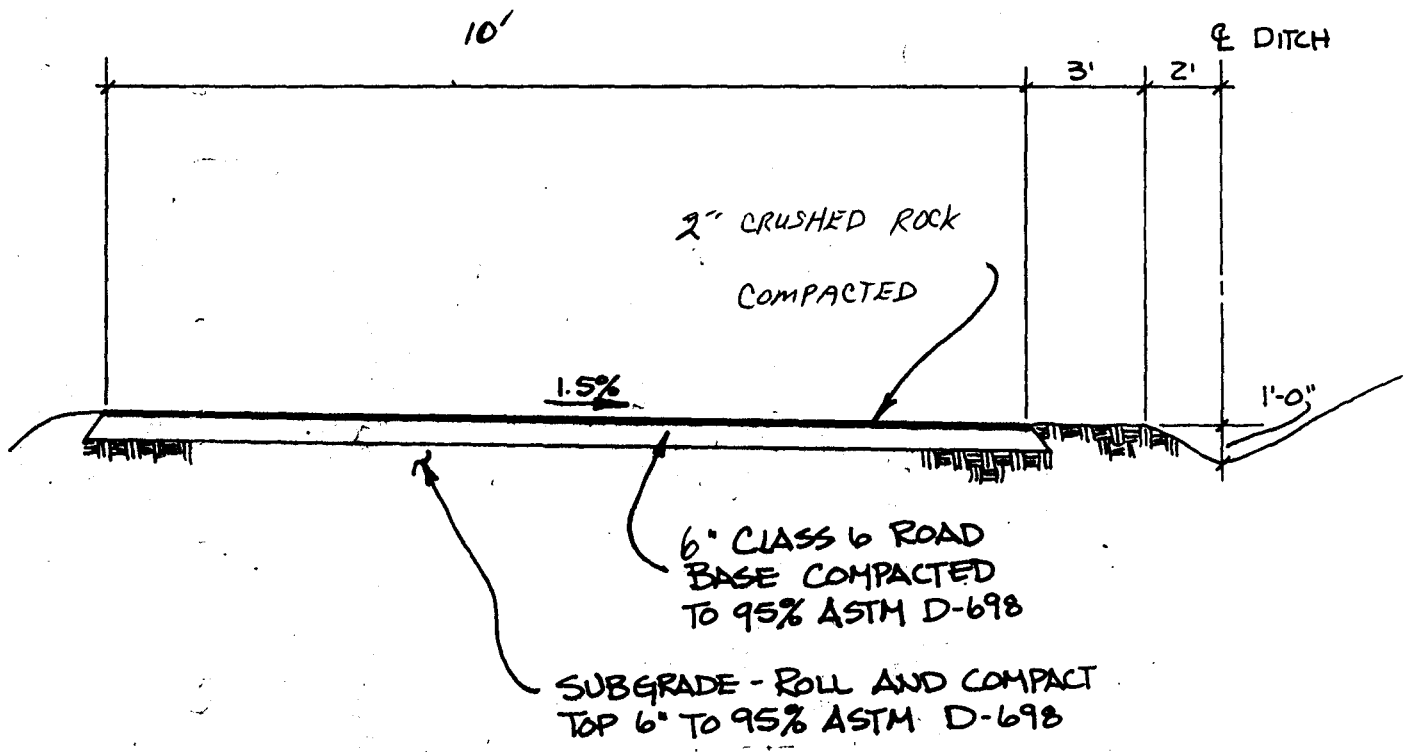 10'
℄ DITCH
3'
2'
2" CRUSHED ROCK
COMPACTED
1.5%
1'-0"
6" CLASS 6 ROAD
BASE COMPACTED
TO 95% ASTM D-698
SUBGRADE - ROLL AND COMPACT
TOP 6" TO 95% ASTM D-698